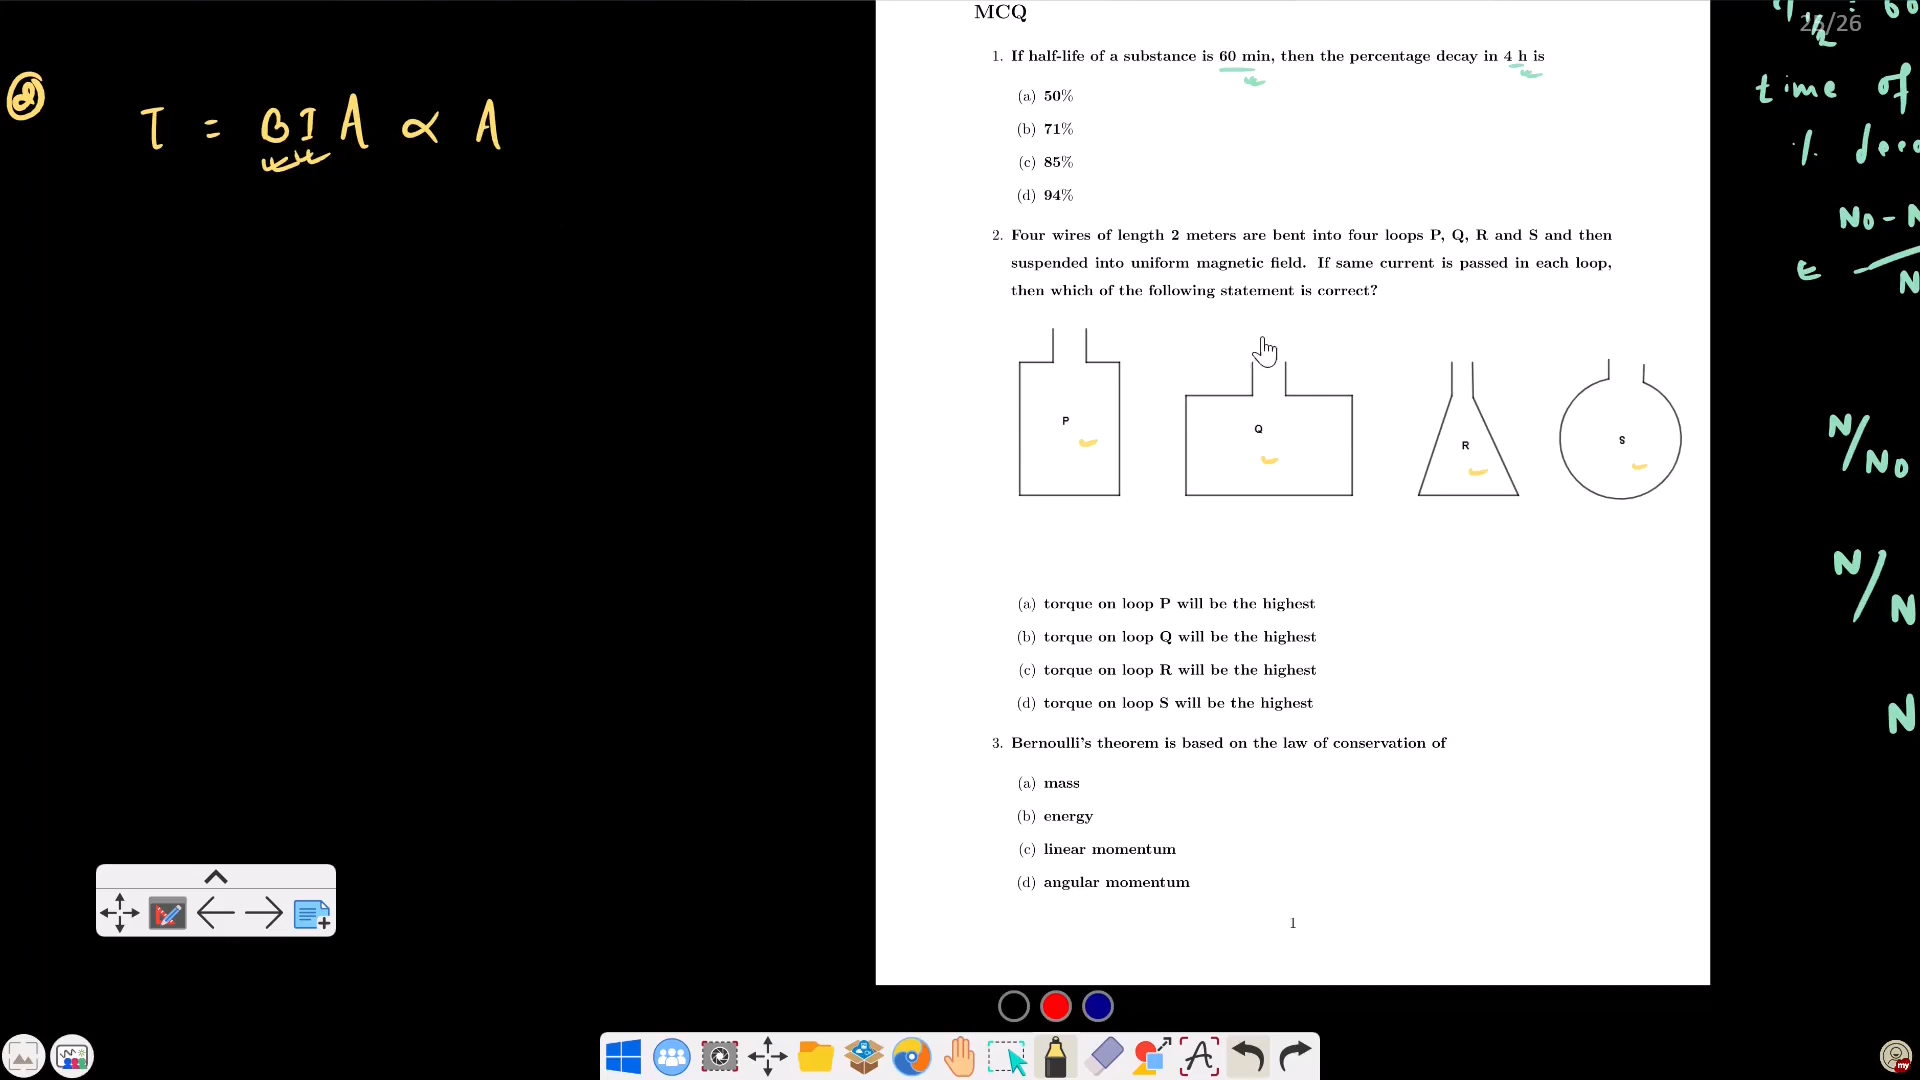 MCQ
1. If half-life of a substance is 60 min, then the percentage decay in 4 h is
(a) 50%
(b) 71%
(c) 85%
(d) 94%
2. Four wires of length 2 meters are bent into four loops P, Q, R and S and then
suspended into uniform magnetic field. If same current is passed in each loop,
then which of the following statement is correct?
P
Q
R
S
(a) torque on loop P will be the highest
(b) torque on loop Q will be the highest
(c) torque on loop R will be the highest
(d) torque on loop S will be the highest
3. Bernoulli's theorem is based on the law of conservation of
(a) mass
(b) energy
(c) linear momentum
(d) angular momentum
1
②
τ = BIA ∝ A
/26
time of
N0 -
N/N0
N/N
N
my